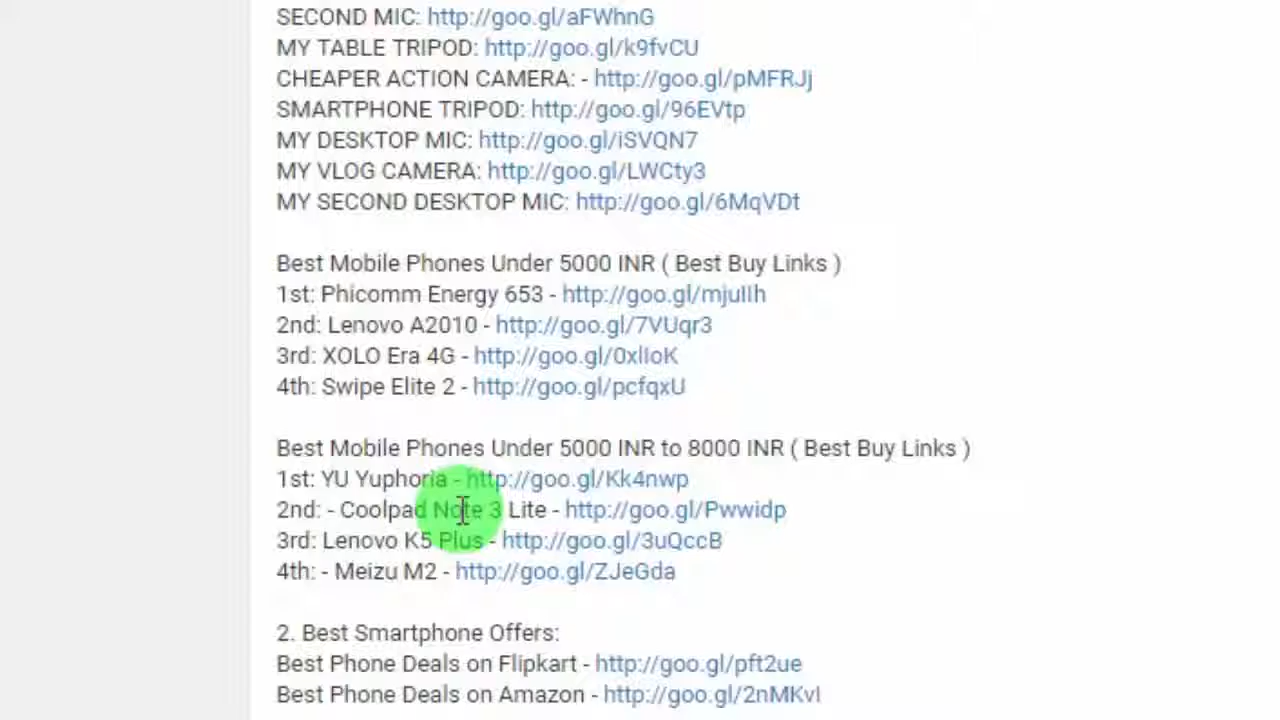 SECOND MIC: http://goo.gl/aFWhnG
MY TABLE TRIPOD: http://goo.gl/k9fvCU
CHEAPER ACTION CAMERA: - http://goo.gl/pMFRJj
SMARTPHONE TRIPOD: http://goo.gl/96EVtp
MY DESKTOP MIC: http://goo.gl/iSVQN7
MY VLOG CAMERA: http://goo.gl/LWCty3
MY SECOND DESKTOP MIC: http://goo.gl/6MqVDt
Best Mobile Phones Under 5000 INR ( Best Buy Links )
1st: Phicomm Energy 653 - http://goo.gl/mjuIIh
2nd: Lenovo A2010 - http://goo.gl/7VUqr3
3rd: XOLO Era 4G - http://goo.gl/0xlIoK
4th: Swipe Elite 2 - http://goo.gl/pcfqxU
Best Mobile Phones Under 5000 INR to 8000 INR ( Best Buy Links )
1st: YU Yuphoria - http://goo.gl/Kk4nwp
2nd: - Coolpad Note 3 Lite - http://goo.gl/Pwwidp
3rd: Lenovo K5 Plus - http://goo.gl/3uQccB
4th: - Meizu M2 - http://goo.gl/ZJeGda
2. Best Smartphone Offers:
Best Phone Deals on Flipkart - http://goo.gl/pft2ue
Best Phone Deals on Amazon - http://goo.gl/2nMKvI